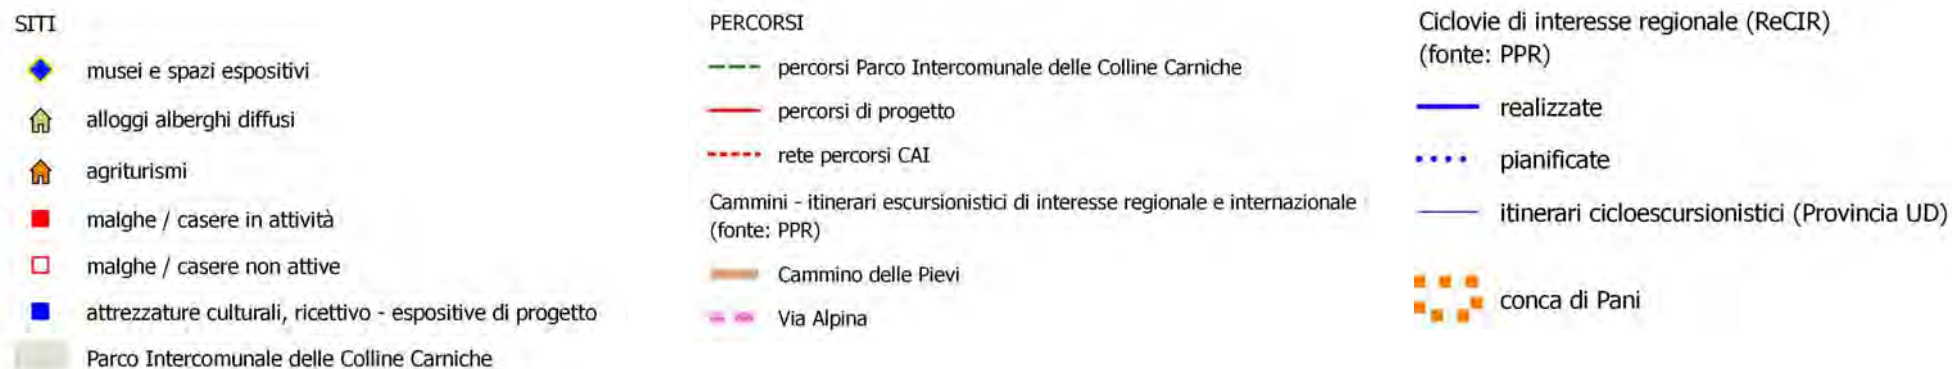 SITI
musei e spazi espositivi
alloggi alberghi diffusi
agriturismi
malghe / casere in attività
malghe / casere non attive
attrezzature culturali, ricettivo - espositive di progetto
Parco Intercomunale delle Colline Carniche
PERCORSI
percorsi Parco Intercomunale delle Colline Carniche
percorsi di progetto
rete percorsi CAI
Cammini - itinerari escursionistici di interesse regionale e internazionale
(fonte: PPR)
Cammino delle Pievi
Via Alpina
Ciclovie di interesse regionale (ReCIR)
(fonte: PPR)
realizzate
pianificate
itinerari cicloescursionistici (Provincia UD)
conca di Pani